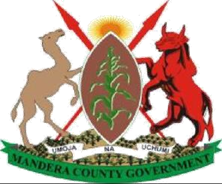 UMOJA NA UCHUMI
MANDERA COUNTY GOVERNMENT